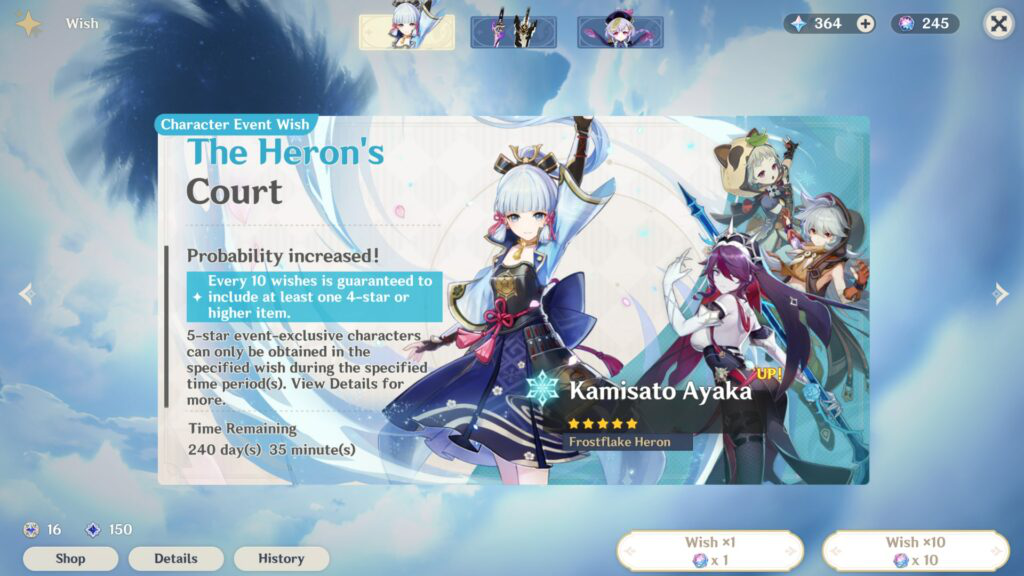 Wish
364
245
Character Event Wish
The Heron's
Court
Probability increased!
Every 10 wishes is guaranteed to
include at least one 4-star or
higher item.
5-star event-exclusive characters
can only be obtained in the
specified wish during the specified
time period(s). View Details for
more.
Time Remaining
240 day(s) 35 minute(s)
UP!
Kamisato Ayaka
Frostflake Heron
16
150
Shop
Details
History
Wish ×1
x 1
Wish ×10
x 10